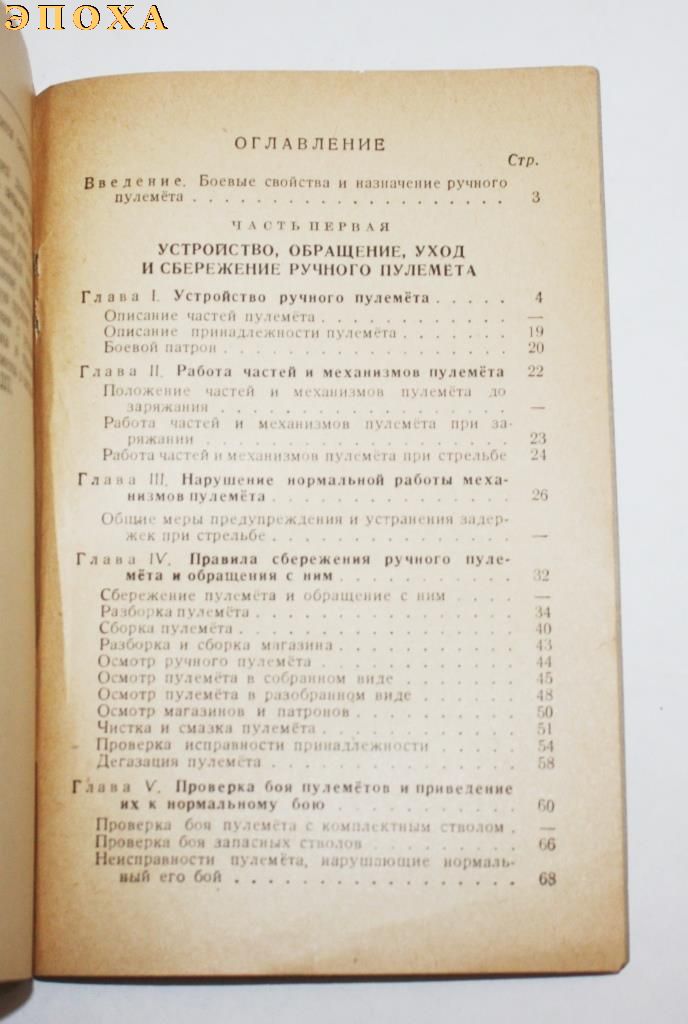 ЭПОХА
ОГЛАВЛЕНИЕ
Стр.
Введение. Боевые свойства и назначение ручного
пулемёта . . . . . . . . . . . . . . . . . . . . . 3
ЧАСТЬ ПЕРВАЯ
УСТРОЙСТВО, ОБРАЩЕНИЕ, УХОД
И СБЕРЕЖЕНИЕ РУЧНОГО ПУЛЕМЕТА
Глава I. Устройство ручного пулемёта . . . . . 4
Описание частей пулемёта . . . . . . . . . . . . —
Описание принадлежности пулемёта . . . . . . . 19
Боевой патрон . . . . . . . . . . . . . . . . . . 20
Глава II. Работа частей и механизмов пулемёта 22
Положение частей и механизмов пулемёта до
заряжания . . . . . . . . . . . . . . . . . . . —
Работа частей и механизмов пулемёта при за-
ряжании . . . . . . . . . . . . . . . . . . . 23
Работа частей и механизмов пулемёта при стрельбе 24
Глава III. Нарушение нормальной работы меха-
низмов пулемёта . . . . . . . . . . . . . . . 26
Общие меры предупреждения и устранения задер-
жек при стрельбе . . . . . . . . . . . . . . . —
Глава IV. Правила сбережения ручного пуле-
мёта и обращения с ним . . . . . . . . . . . 32
Сбережение пулемёта и обращение с ним . . . . —
Разборка пулемёта . . . . . . . . . . . . . . . . 34
Сборка пулемёта . . . . . . . . . . . . . . . . . 40
Разборка и сборка магазина . . . . . . . . . . . 43
Осмотр ручного пулемёта . . . . . . . . . . . . 44
Осмотр пулемёта в собранном виде . . . . . . . 45
Осмотр пулемёта в разобранном виде . . . . . . 48
Осмотр магазинов и патронов . . . . . . . . . . 50
Чистка и смазка пулемёта . . . . . . . . . . . . 51
Проверка исправности принадлежности . . . . . 54
Дегазация пулемёта . . . . . . . . . . . . . . . 58
Глава V. Проверка боя пулемётов и приведение
их к нормальному бою . . . . . . . . . . . . 60
Проверка боя пулемёта с комплектным стволом . —
Проверка боя запасных стволов . . . . . . . . . 66
Неисправности пулемёта, нарушающие нормаль-
ный его бой . . . . . . . . . . . . . . . . . . 68